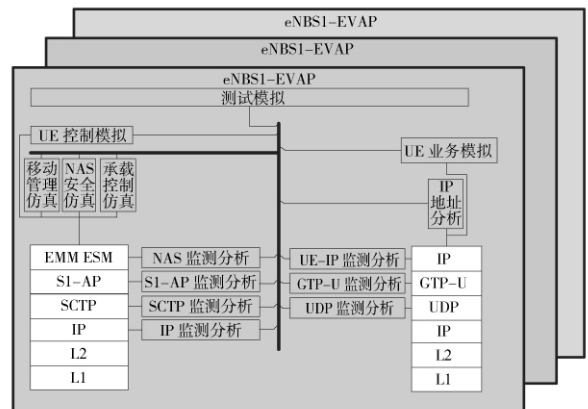 eNBS1-EVAP
eNBS1-EVAP
eNBS1-EVAP
测试模拟
UE 控制模拟
UE 业务模拟
移动
管理
仿真
NAS
安全
仿真
承载
控制
仿真
IP
地址
分析
EMM ESM
S1-AP
SCTP
IP
L2
L1
NAS 监测分析
S1-AP 监测分析
SCTP 监测分析
IP 监测分析
UE-IP 监测分析
GTP-U 监测分析
UDP 监测分析
IP
GTP-U
UDP
IP
L2
L1